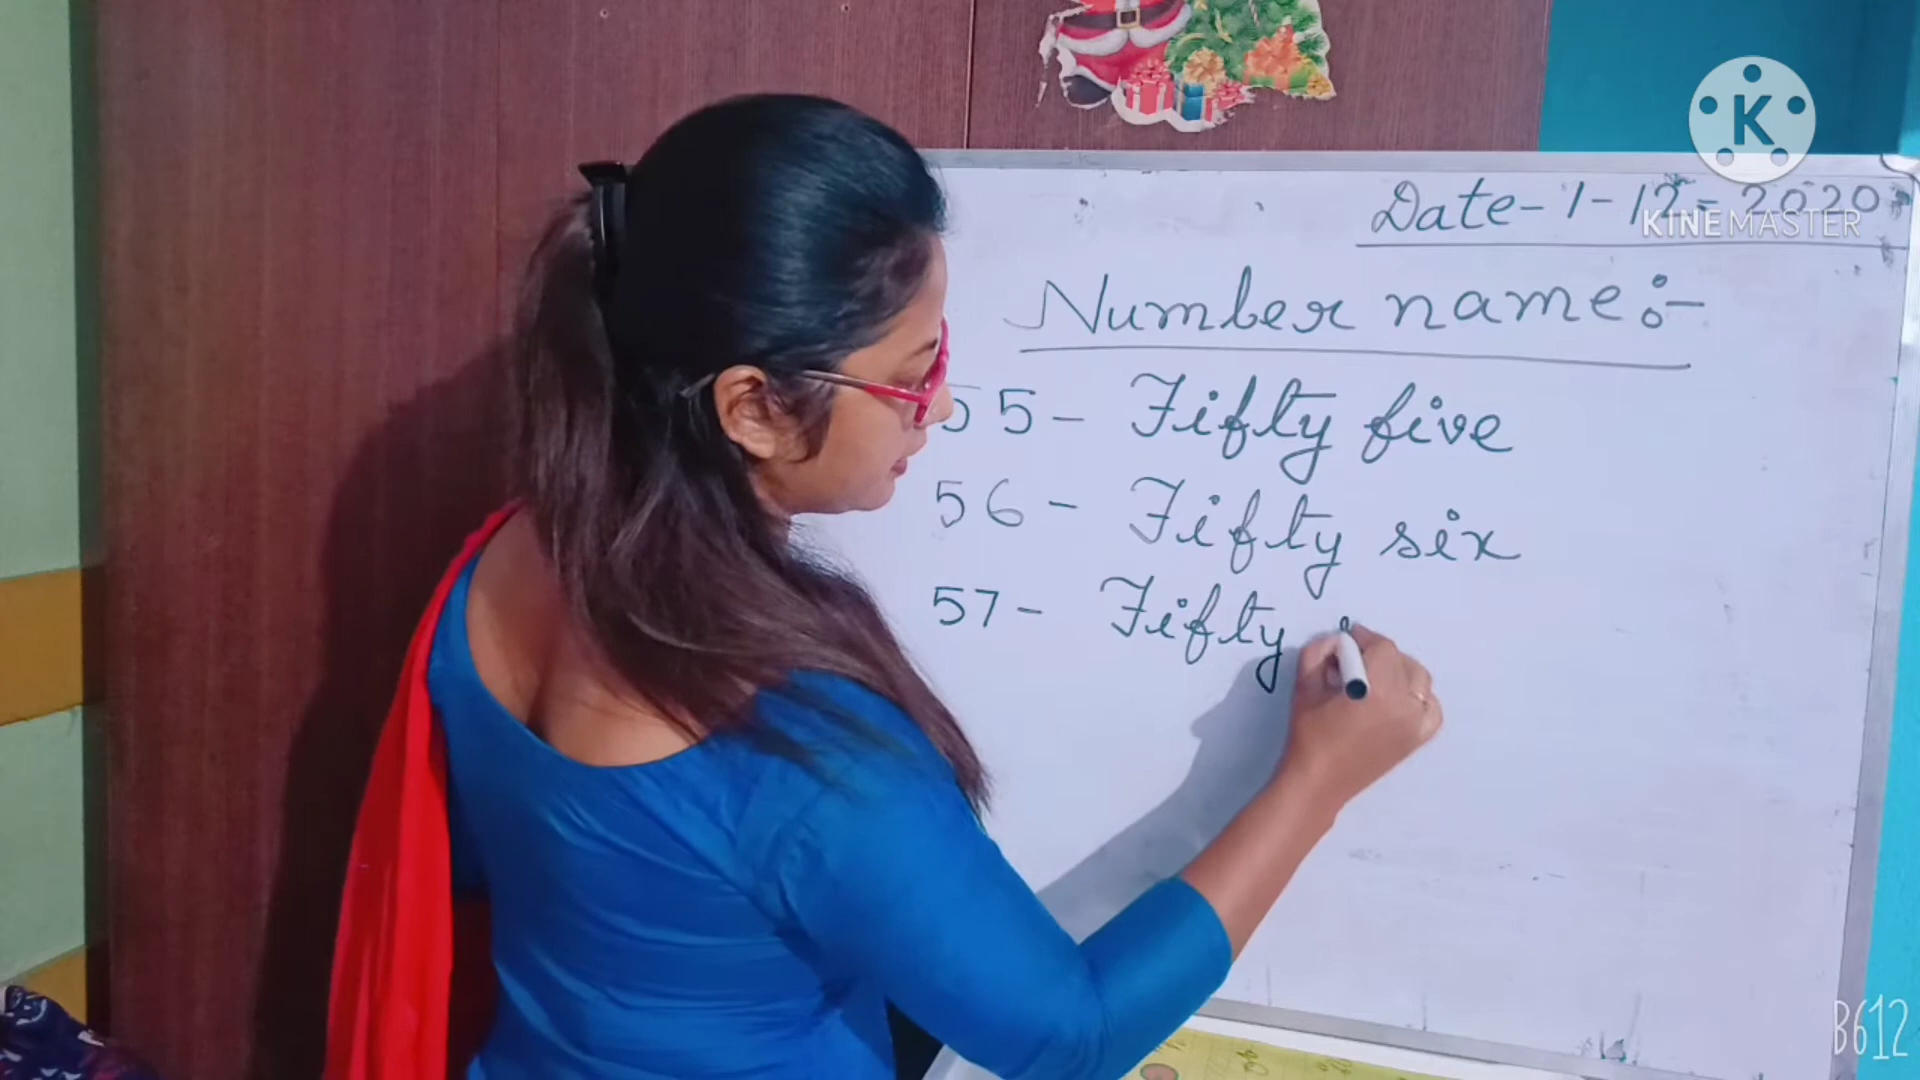 K
KINEMASTER
Date-1-12-2020
Number name:-
55- Fifty five
56- Fifty six
57- Fifty
B612